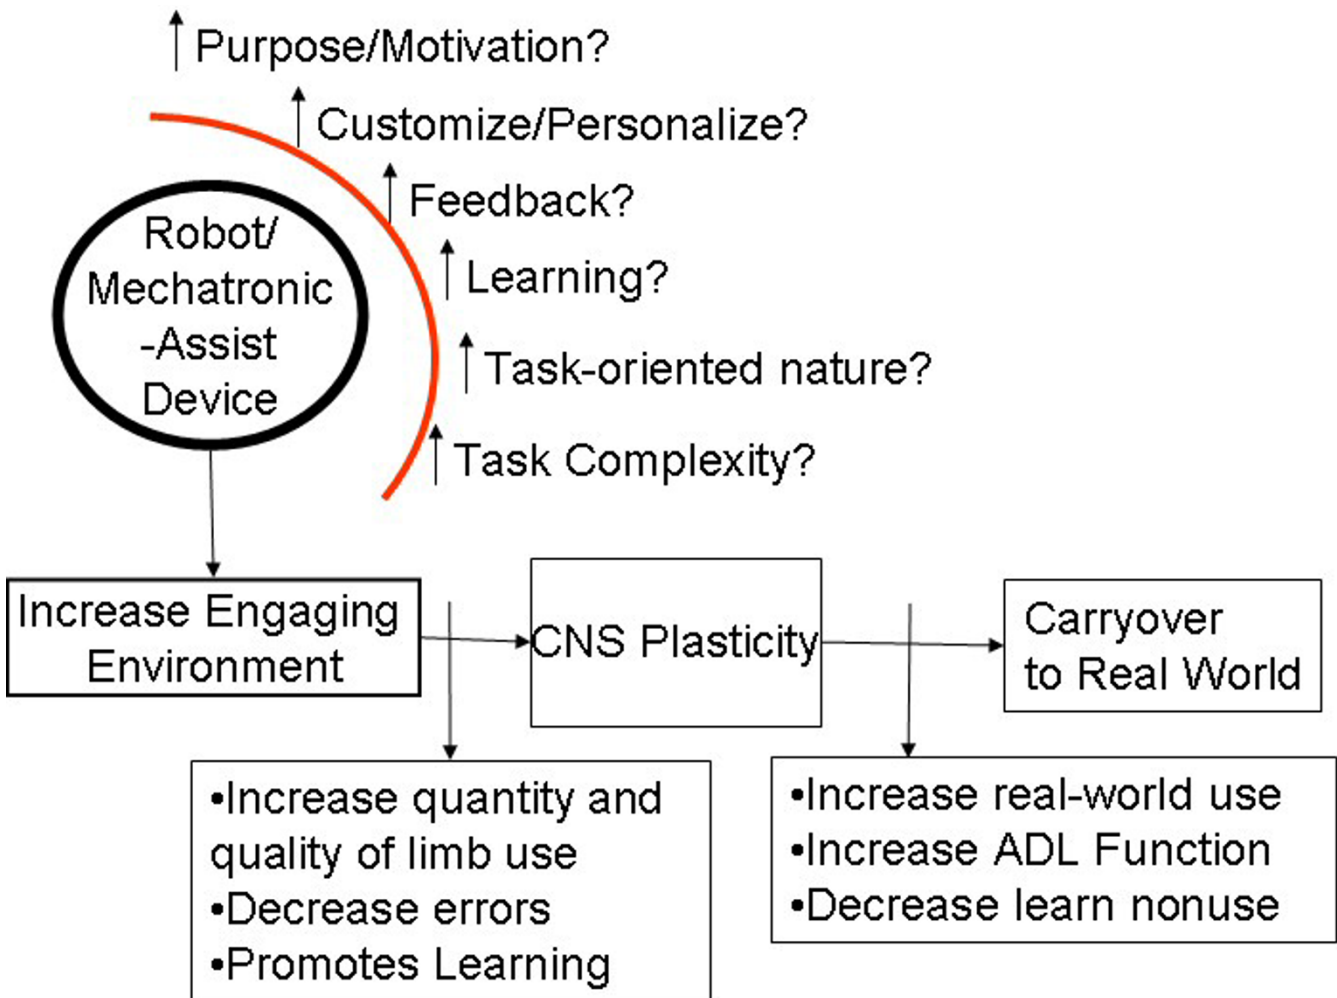 Purpose/Motivation?
Customize/Personalize?
Feedback?
Learning?
Task-oriented nature?
Task Complexity?
Robot/
Mechatronic
-Assist
Device
Increase Engaging
Environment
CNS Plasticity
Carryover
to Real World
•Increase quantity and
quality of limb use
•Decrease errors
•Promotes Learning
•Increase real-world use
•Increase ADL Function
•Decrease learn nonuse